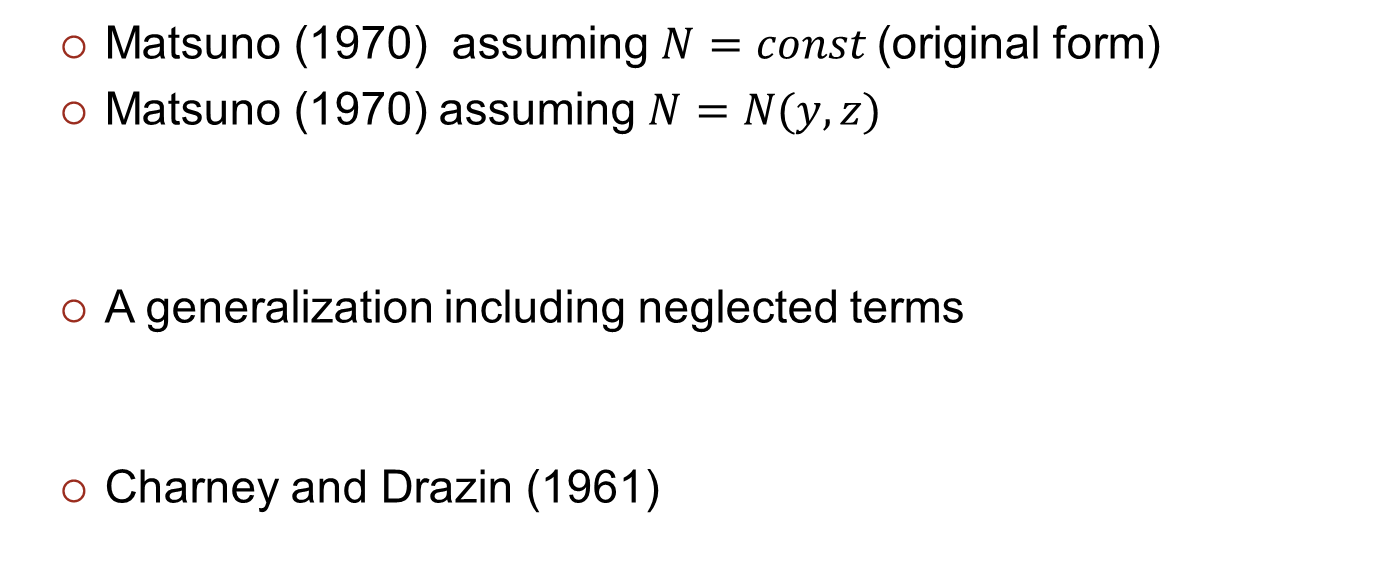 ○ Matsuno (1970) assuming N = const (original form)
○ Matsuno (1970) assuming N = N(y, z)
○ A generalization including neglected terms
○ Charney and Drazin (1961)